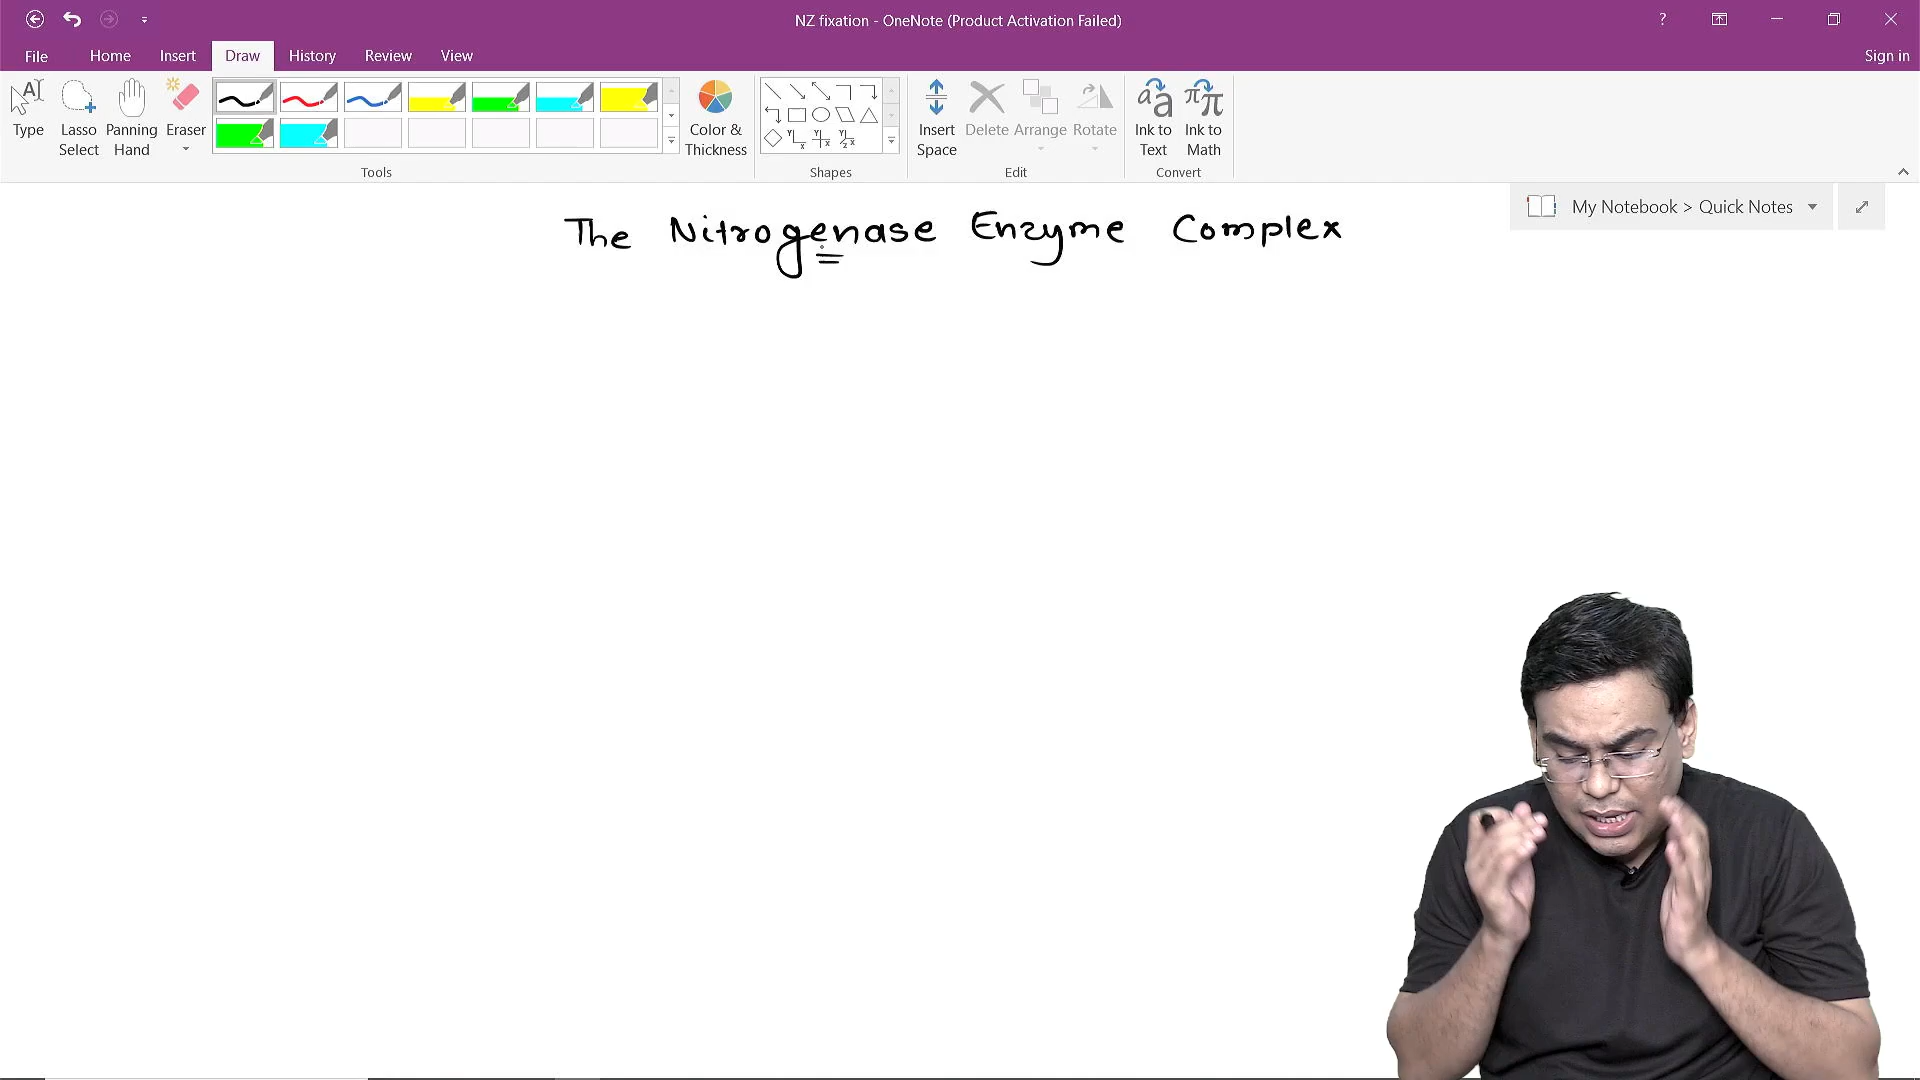 NZ fixation - OneNote (Product Activation Failed)
?
File Home Insert Draw History Review View
Sign in
Type
Lasso Select
Panning Hand
Eraser
Color & Thickness
Insert Space
Delete
Arrange
Rotate
Ink to Text
Ink to Math
Tools
Shapes
Edit
Convert
My Notebook > Quick Notes
The Nitrogenase Enzyme Complex